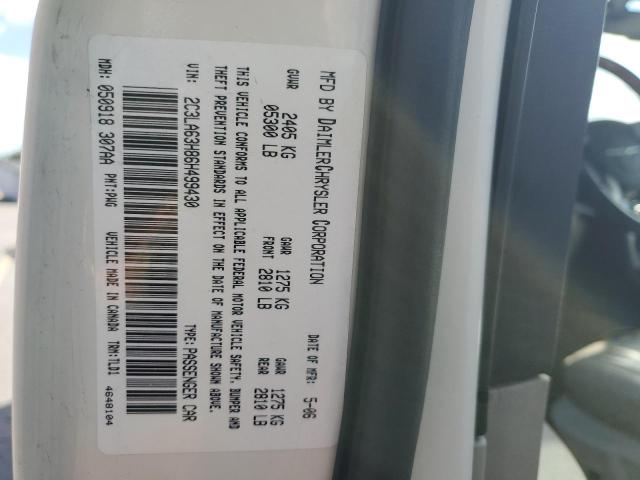 MFD BY DAIMLERCHRYSLER CORPORATION
DATE OF MFR: 5-06
GVWR 2405 KG 05300 LB
GAWR FRONT 1275 KG 2810 LB
GAWR REAR 1275 KG 2810 LB
THIS VEHICLE CONFORMS TO ALL APPLICABLE FEDERAL MOTOR VEHICLE SAFETY, BUMPER AND
THEFT PREVENTION STANDARDS IN EFFECT ON THE DATE OF MANUFACTURE SHOWN ABOVE.
VIN: 2C3LA63H86H499430
TYPE: PASSENGER CAR
MDH: 050918 307AA PNT:PW6 VEHICLE MADE IN CANADA TRM:TLD1
4648104